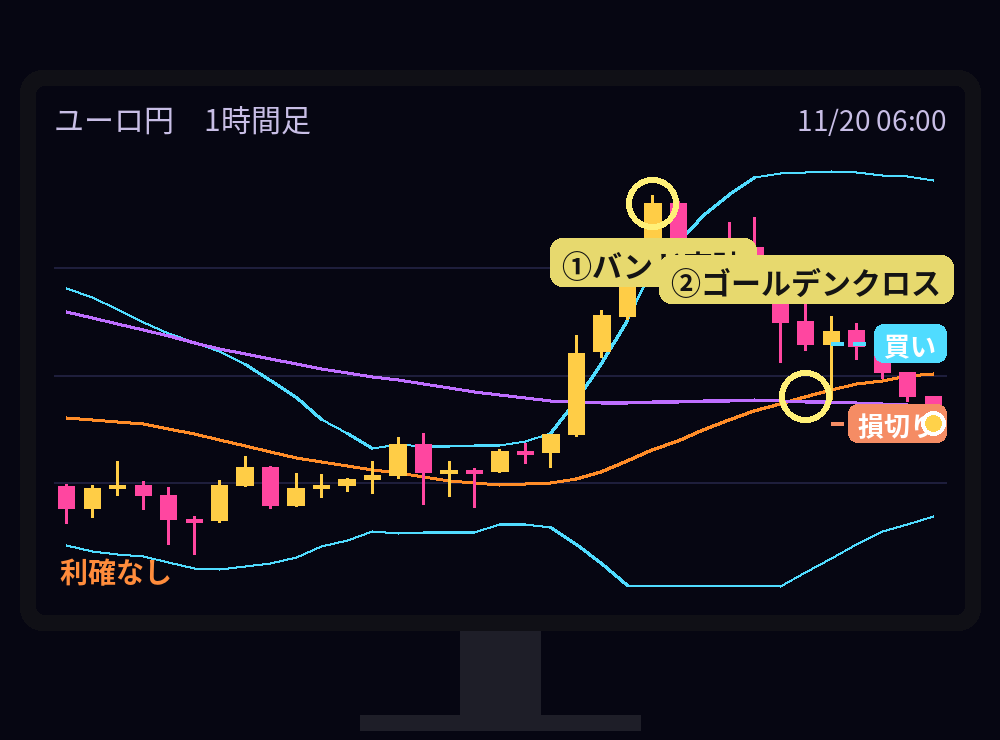 ユーロ円　1時間足
11/20 06:00
①バン
②ゴールデンクロス
買い
損切り
利確なし